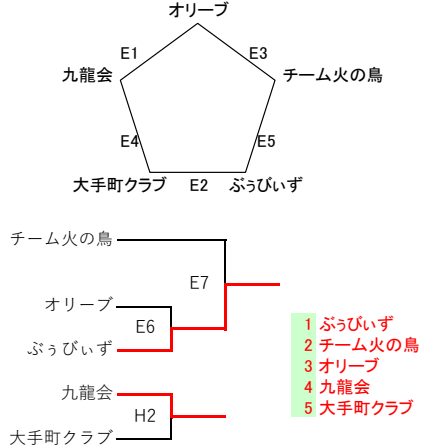 オリーブ
E1
E3
九龍会
チーム火の鳥
E4
E5
大手町クラブ
E2
ぶぅびぃず
チーム火の鳥
E7
オリーブ
E6
ぶぅびぃず
九龍会
H2
大手町クラブ
1 ぶぅびぃず
2 チーム火の鳥
3 オリーブ
4 九龍会
5 大手町クラブ